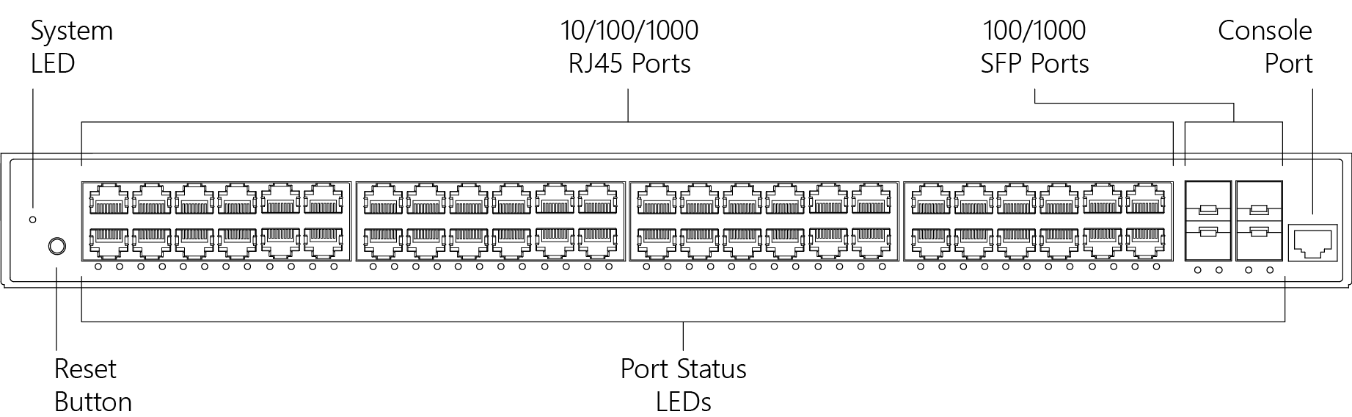 System
LED
10/100/1000
RJ45 Ports
100/1000
SFP Ports
Console
Port
Reset
Button
Port Status
LEDs